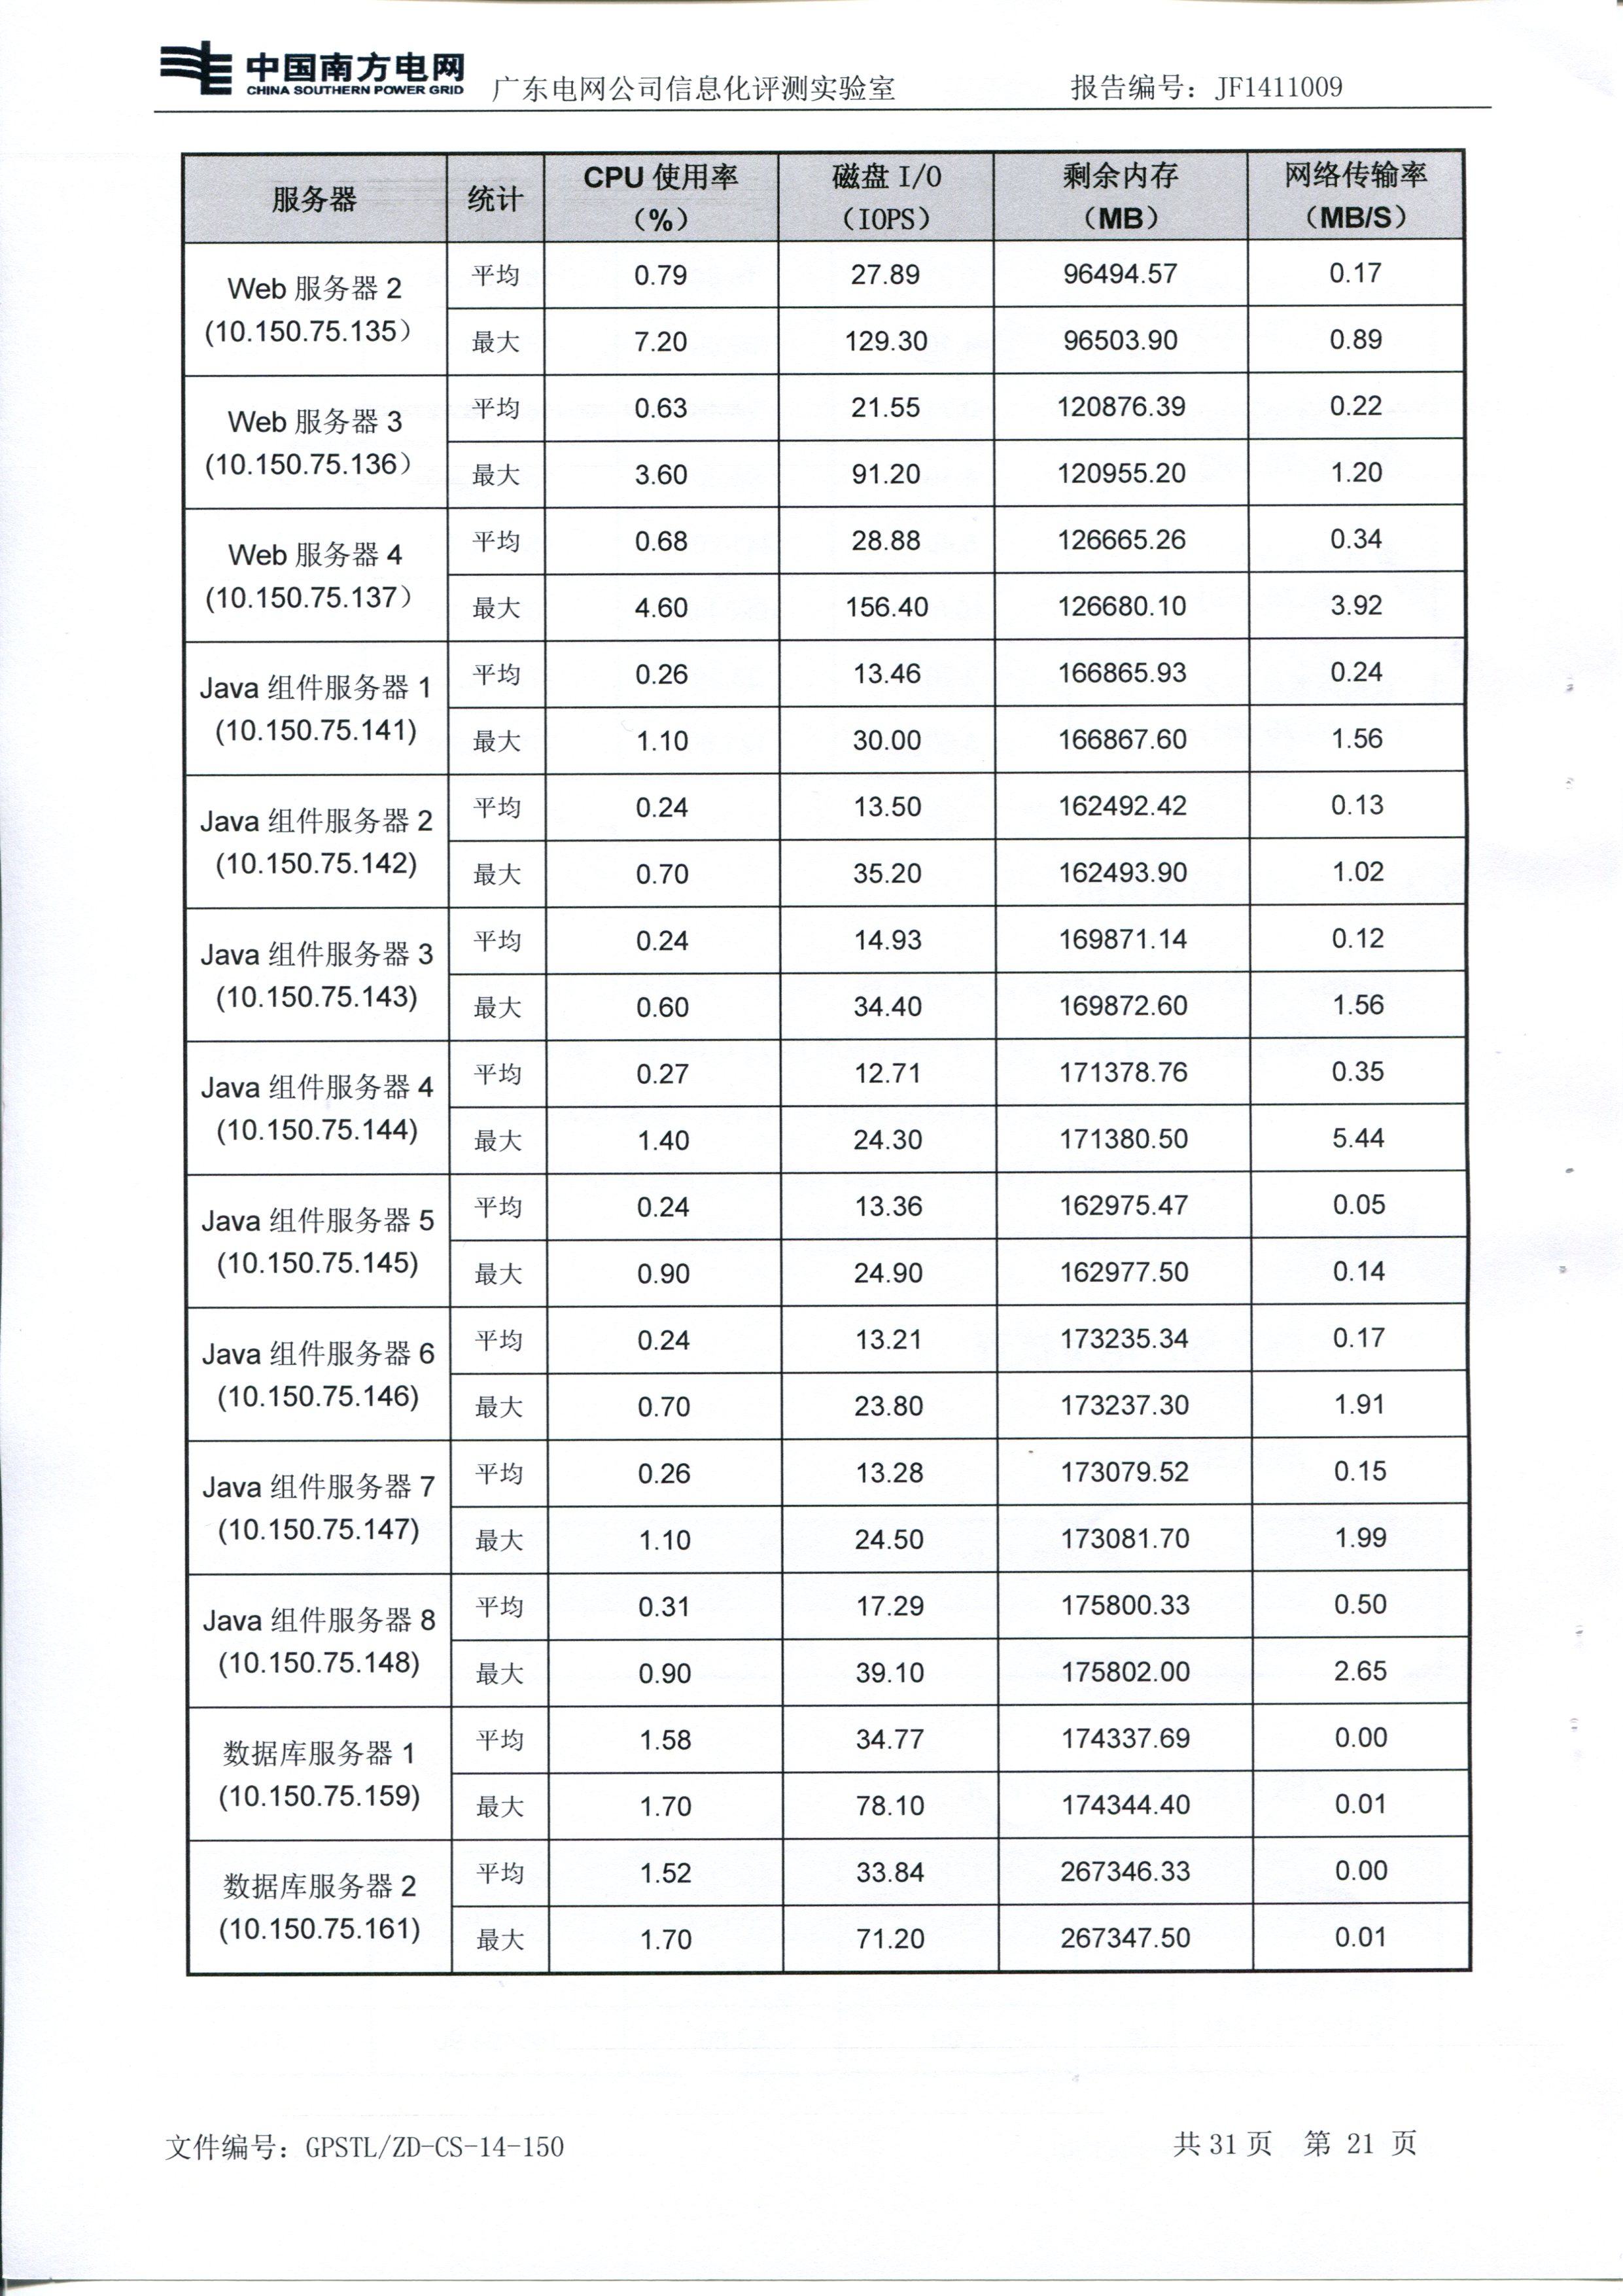 中国南方电网
CHINA SOUTHERN POWER GRID
广东电网公司信息化评测实验室 报告编号：JF1411009
服务器 统计 CPU 使用率（%） 磁盘 I/O（IOPS） 剩余内存（MB） 网络传输率（MB/S）
Web 服务器 2 (10.150.75.135） 平均 0.79 27.89 96494.57 0.17
最大 7.20 129.30 96503.90 0.89
Web 服务器 3 (10.150.75.136） 平均 0.63 21.55 120876.39 0.22
最大 3.60 91.20 120955.20 1.20
Web 服务器 4 (10.150.75.137） 平均 0.68 28.88 126665.26 0.34
最大 4.60 156.40 126680.10 3.92
Java 组件服务器 1 (10.150.75.141) 平均 0.26 13.46 166865.93 0.24
最大 1.10 30.00 166867.60 1.56
Java 组件服务器 2 (10.150.75.142) 平均 0.24 13.50 162492.42 0.13
最大 0.70 35.20 162493.90 1.02
Java 组件服务器 3 (10.150.75.143) 平均 0.24 14.93 169871.14 0.12
最大 0.60 34.40 169872.60 1.56
Java 组件服务器 4 (10.150.75.144) 平均 0.27 12.71 171378.76 0.35
最大 1.40 24.30 171380.50 5.44
Java 组件服务器 5 (10.150.75.145) 平均 0.24 13.36 162975.47 0.05
最大 0.90 24.90 162977.50 0.14
Java 组件服务器 6 (10.150.75.146) 平均 0.24 13.21 173235.34 0.17
最大 0.70 23.80 173237.30 1.91
Java 组件服务器 7 (10.150.75.147) 平均 0.26 13.28 173079.52 0.15
最大 1.10 24.50 173081.70 1.99
Java 组件服务器 8 (10.150.75.148) 平均 0.31 17.29 175800.33 0.50
最大 0.90 39.10 175802.00 2.65
数据库服务器 1 (10.150.75.159) 平均 1.58 34.77 174337.69 0.00
最大 1.70 78.10 174344.40 0.01
数据库服务器 2 (10.150.75.161) 平均 1.52 33.84 267346.33 0.00
最大 1.70 71.20 267347.50 0.01
文件编号：GPSTL/ZD-CS-14-150 共 31 页 第 21 页